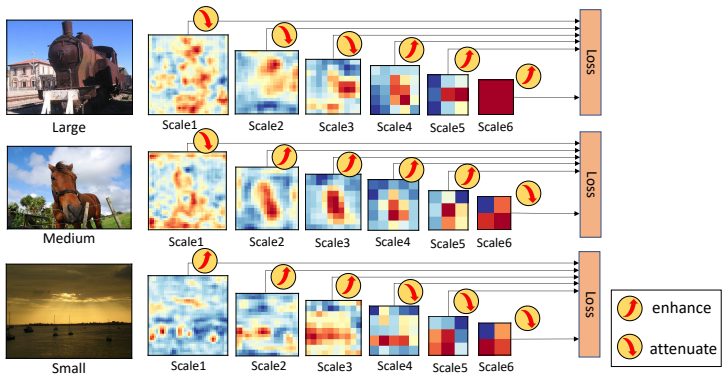 Large
Scale1 Scale2 Scale3 Scale4 Scale5 Scale6
Loss
Medium
Scale1 Scale2 Scale3 Scale4 Scale5 Scale6
Loss
Small
Scale1 Scale2 Scale3 Scale4 Scale5 Scale6
Loss
enhance
attenuate